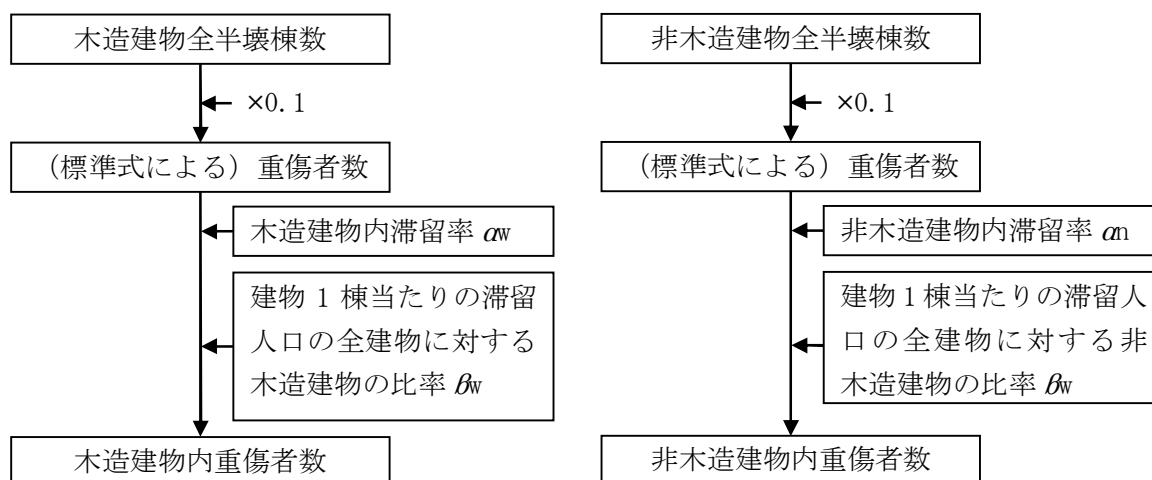 木造建物全半壊棟数
×0.1
(標準式による)重傷者数
木造建物内滞留率 αw
建物 1 棟当たりの滞留
人口の全建物に対する
木造建物の比率 βw
木造建物内重傷者数
非木造建物全半壊棟数
×0.1
(標準式による)重傷者数
非木造建物内滞留率 αn
建物 1 棟当たりの滞留人
口の全建物に対する非
木造建物の比率 βw
非木造建物内重傷者数